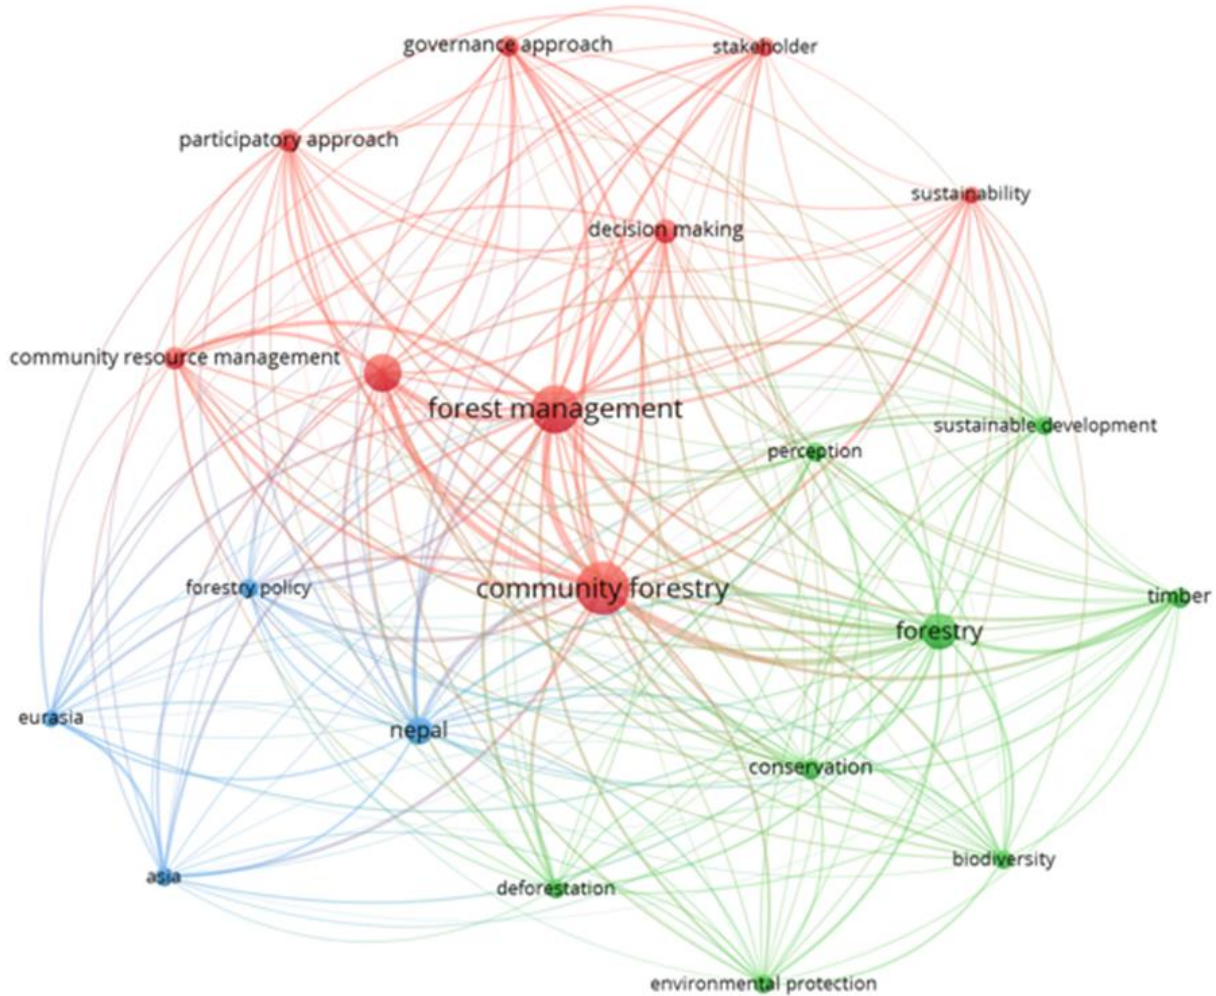 governance approach
stakeholder
participatory approach
sustainability
decision making
community resource management
forest management
sustainable development
perception
forestry policy
community forestry
timber
forestry
eurasia
nepal
conservation
biodiversity
asia
deforestation
environmental protection